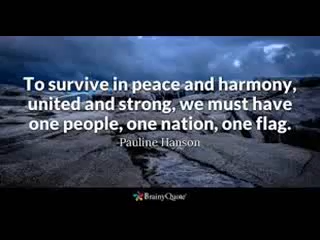 To survive in peace and harmony,
united and strong, we must have
one people, one nation, one flag.
-Pauline Hanson
BrainyQuote®